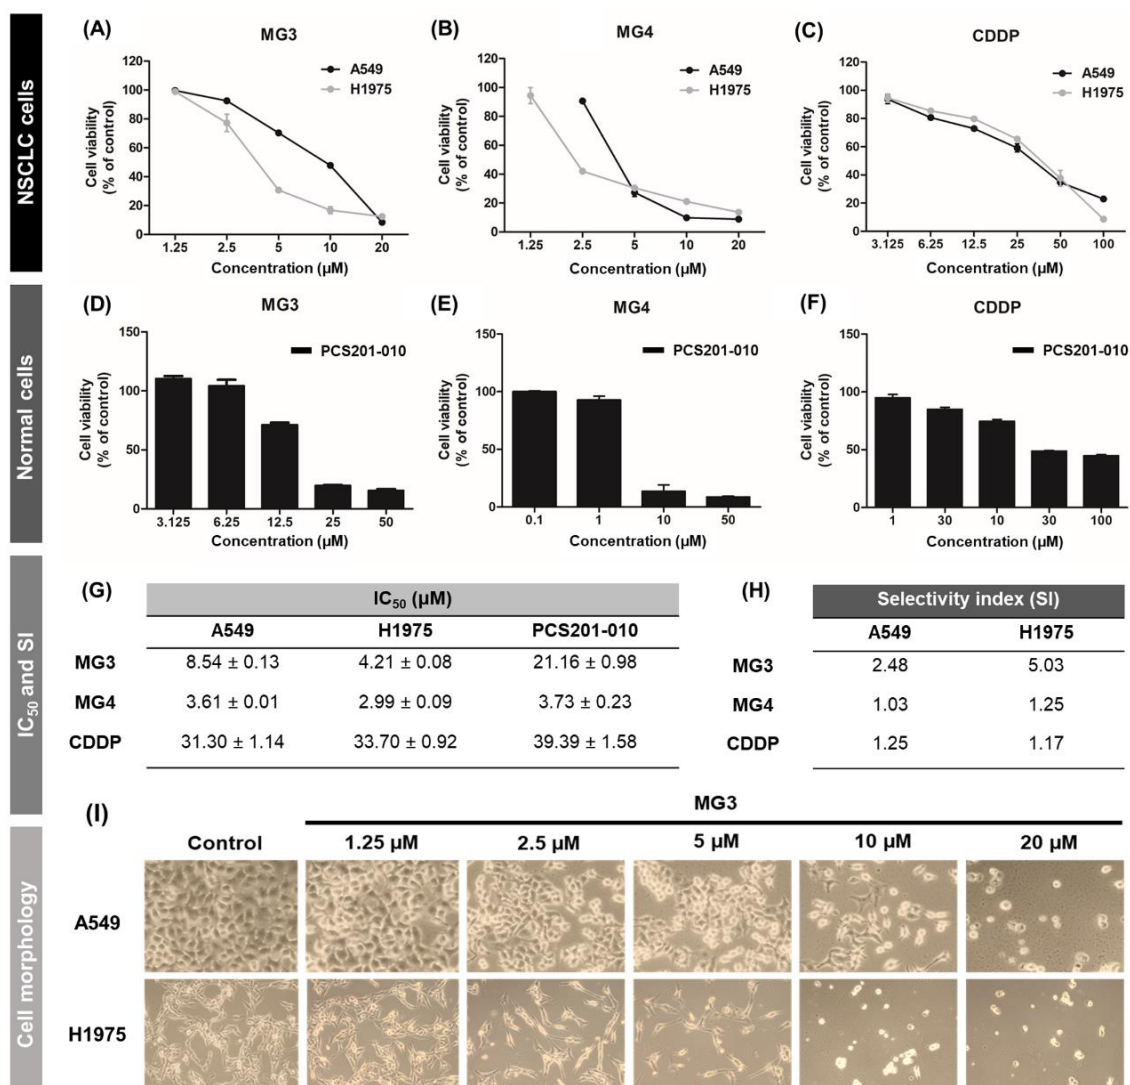 NSCLC cells
(A)
MG3
Cell viability
(% of control)
120
100
80
60
40
20
0
A549
H1975
1.25 2.5 5 10 20
Concentration (µM)
(B)
MG4
Cell viability
(% of control)
120
100
80
60
40
20
0
A549
H1975
1.25 2.5 5 10 20
Concentration (µM)
(C)
CDDP
Cell viability
(% of control)
120
100
80
60
40
20
0
A549
H1975
3.125 6.25 12.5 25 50 100
Concentration (µM)
Normal cells
(D)
MG3
Cell viability
(% of control)
150
100
50
0
PCS201-010
3.125 6.25 12.5 25 50
Concentration (µM)
(E)
MG4
Cell viability
(% of control)
150
100
50
0
PCS201-010
0.1 1 10 50
Concentration (µM)
(F)
CDDP
Cell viability
(% of control)
150
100
50
0
PCS201-010
1 30 10 30 100
Concentration (µM)
IC50 and SI
(G)
IC50 (µM)
A549 H1975 PCS201-010
MG3 8.54 ± 0.13 4.21 ± 0.08 21.16 ± 0.98
MG4 3.61 ± 0.01 2.99 ± 0.09 3.73 ± 0.23
CDDP 31.30 ± 1.14 33.70 ± 0.92 39.39 ± 1.58
(H)
Selectivity index (SI)
A549 H1975
MG3 2.48 5.03
MG4 1.03 1.25
CDDP 1.25 1.17
Cell morphology
(I)
MG3
Control 1.25 µM 2.5 µM 5 µM 10 µM 20 µM
A549
H1975